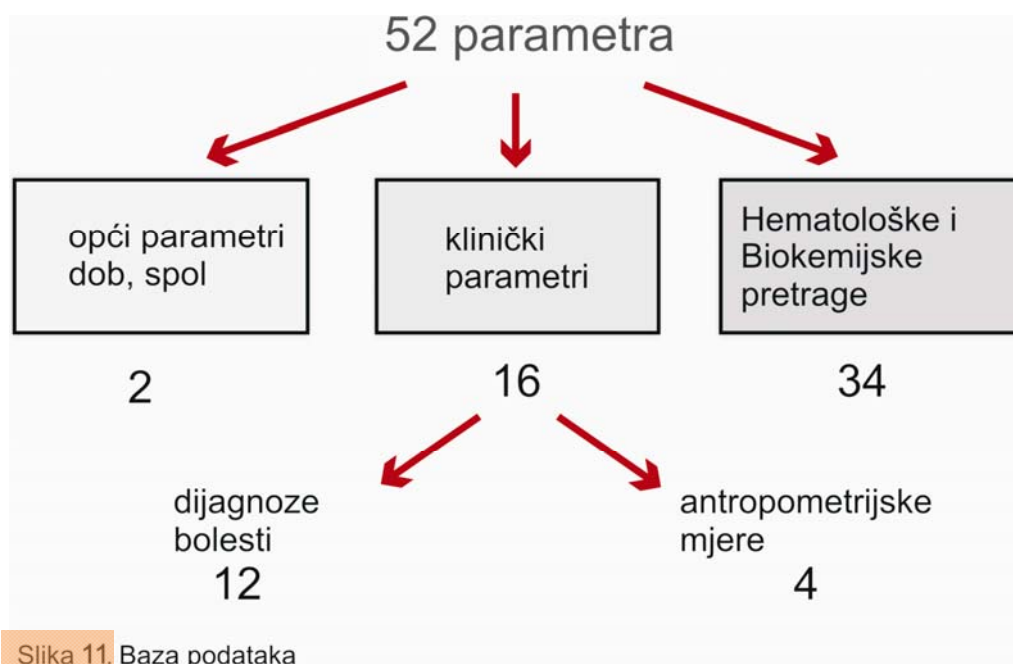 52 parametra
opći parametri
dob, spol
klinički
parametri
Hematološke i
Biokemijske
pretrage
2
16
34
dijagnoze
bolesti
12
antropometrijske
mjere
4
Slika 11. Baza podataka